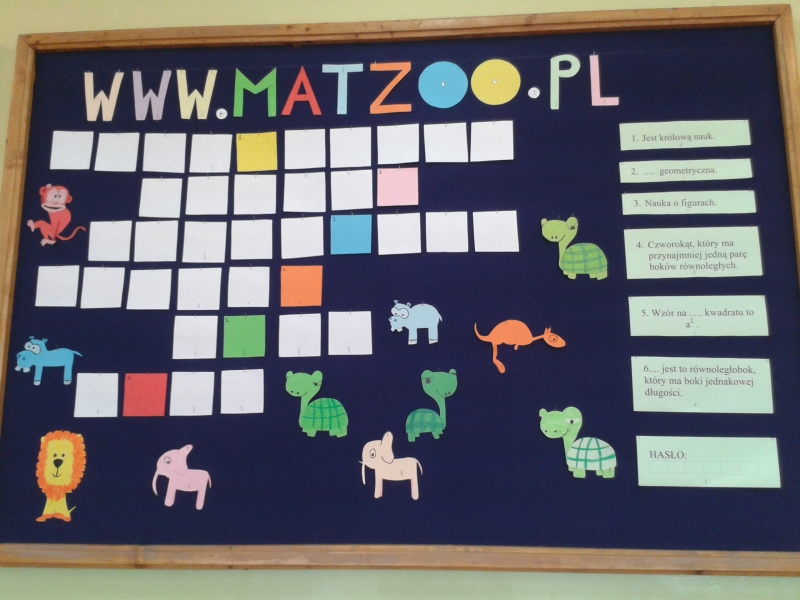 WWW.MATZOO.PL
1. Jest królową nauk.
2. .... geometryczna.
3. Nauka o figurach.
4. Czworokąt, który ma
przynajmniej jedną parę
boków równoległych.
5. Wzór na .... kwadratu to
a².
6.... jest to równoległobok,
który ma boki jednakowej
długości.
HASŁO: